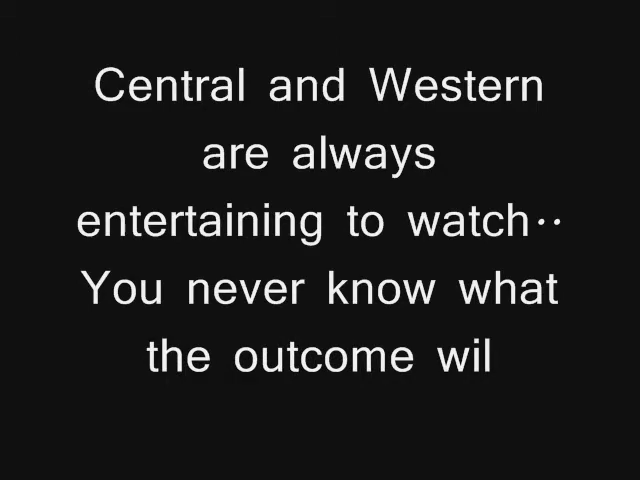 Central and Western
are always
entertaining to watch··
You never know what
the outcome wil